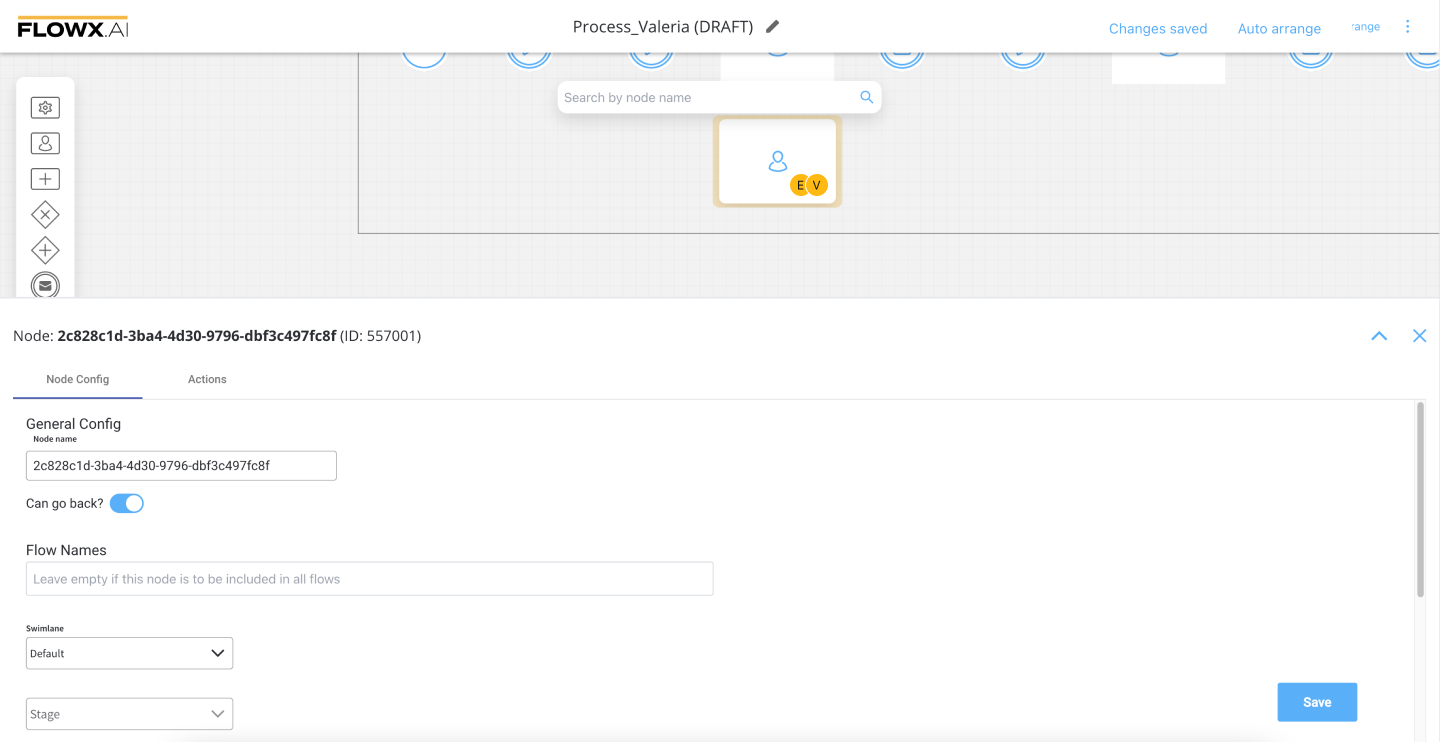 FLOWX.AI
Process_Valeria (DRAFT)
Changes saved
Auto arrange
range
Search by node name
E V
Node: 2c828c1d-3ba4-4d30-9796-dbf3c497fc8f (ID: 557001)
Node Config
Actions
General Config
Node name
2c828c1d-3ba4-4d30-9796-dbf3c497fc8f
Can go back?
Flow Names
Leave empty if this node is to be included in all flows
Swimlane
Default
Stage
Save